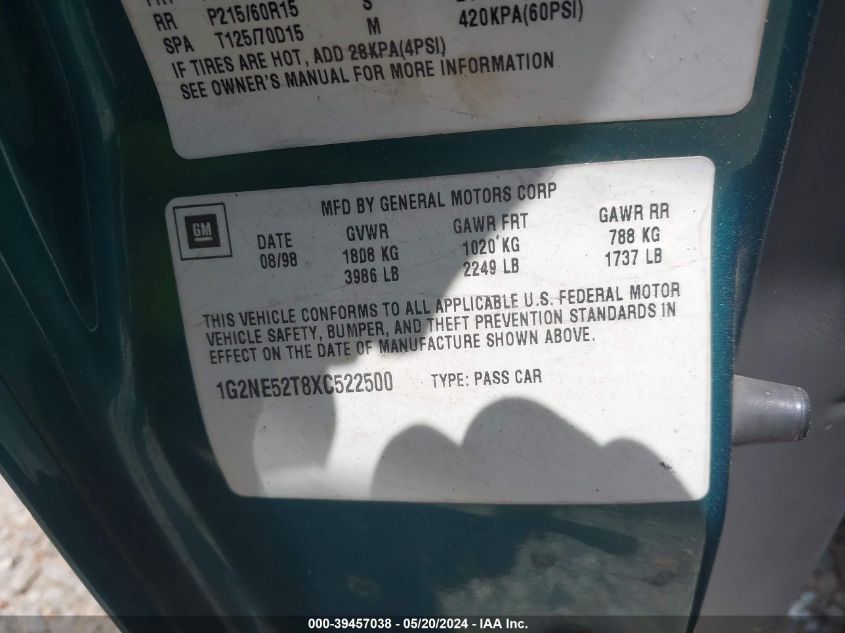 RR P215/60R15 S 420KPA(60PSI)
SPA T125/70D15 M
IF TIRES ARE HOT, ADD 28KPA(4PSI)
SEE OWNER'S MANUAL FOR MORE INFORMATION
GM
MFD BY GENERAL MOTORS CORP
DATE GVWR GAWR FRT GAWR RR
08/98 1808 KG 1020 KG 788 KG
3986 LB 2249 LB 1737 LB
THIS VEHICLE CONFORMS TO ALL APPLICABLE U.S. FEDERAL MOTOR
VEHICLE SAFETY, BUMPER, AND THEFT PREVENTION STANDARDS IN
EFFECT ON THE DATE OF MANUFACTURE SHOWN ABOVE.
1G2NE52T8XC522500 TYPE: PASS CAR
000-39457038 - 05/20/2024 - IAA Inc.